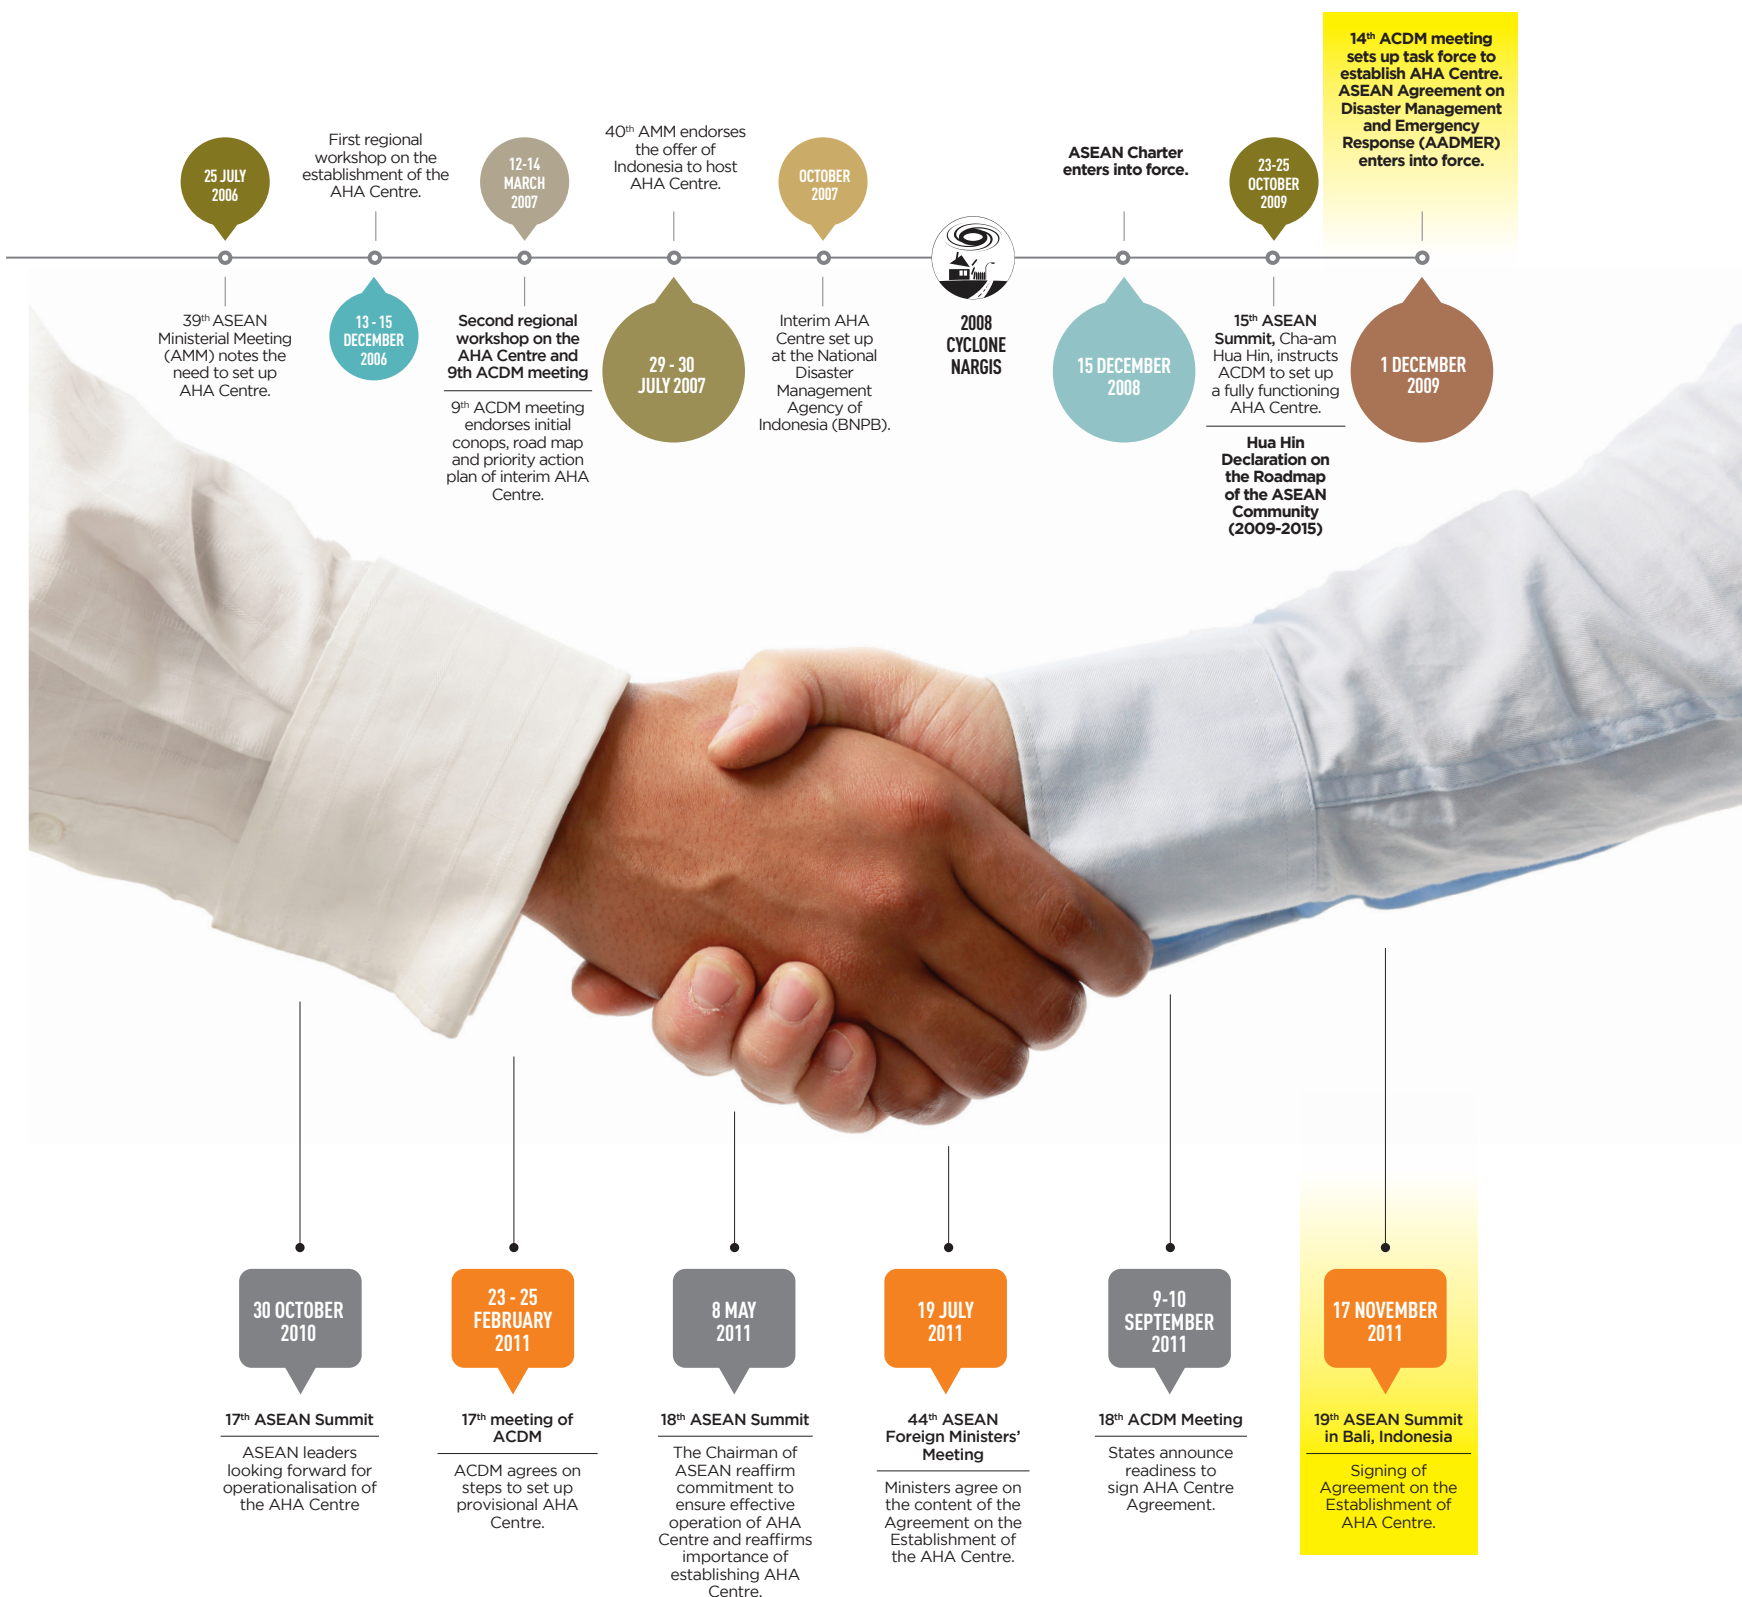 25 JULY
2006
39th ASEAN
Ministerial Meeting
(AMM) notes the
need to set up
AHA Centre.
First regional
workshop on the
establishment of the
AHA Centre.
13 - 15
DECEMBER
2006
12-14
MARCH
2007
Second regional
workshop on the
AHA Centre and
9th ACDM meeting
9th ACDM meeting
endorses initial
conops, road map
and priority action
plan of interim AHA
Centre.
40th AMM endorses
the offer of
Indonesia to host
AHA Centre.
29 - 30
JULY 2007
OCTOBER
2007
Interim AHA
Centre set up
at the National
Disaster
Management
Agency of
Indonesia (BNPB).
2008
CYCLONE
NARGIS
ASEAN Charter
enters into force.
15 DECEMBER
2008
23-25
OCTOBER
2009
15th ASEAN
Summit, Cha-am
Hua Hin, instructs
ACDM to set up
a fully functioning
AHA Centre.
Hua Hin
Declaration on
the Roadmap
of the ASEAN
Community
(2009-2015)
14th ACDM meeting
sets up task force to
establish AHA Centre.
ASEAN Agreement on
Disaster Management
and Emergency
Response (AADMER)
enters into force.
1 DECEMBER
2009
30 OCTOBER
2010
17th ASEAN Summit
ASEAN leaders
looking forward for
operationalisation of
the AHA Centre
23 - 25
FEBRUARY
2011
17th meeting of
ACDM
ACDM agrees on
steps to set up
provisional AHA
Centre.
8 MAY
2011
18th ASEAN Summit
The Chairman of
ASEAN reaffirm
commitment to
ensure effective
operation of AHA
Centre and reaffirms
importance of
establishing AHA
Centre.
19 JULY
2011
44th ASEAN
Foreign Ministers'
Meeting
Ministers agree on
the content of the
Agreement on the
Establishment of
the AHA Centre.
9-10
SEPTEMBER
2011
18th ACDM Meeting
States announce
readiness to
sign AHA Centre
Agreement.
17 NOVEMBER
2011
19th ASEAN Summit
in Bali, Indonesia
Signing of
Agreement on the
Establishment of
AHA Centre.